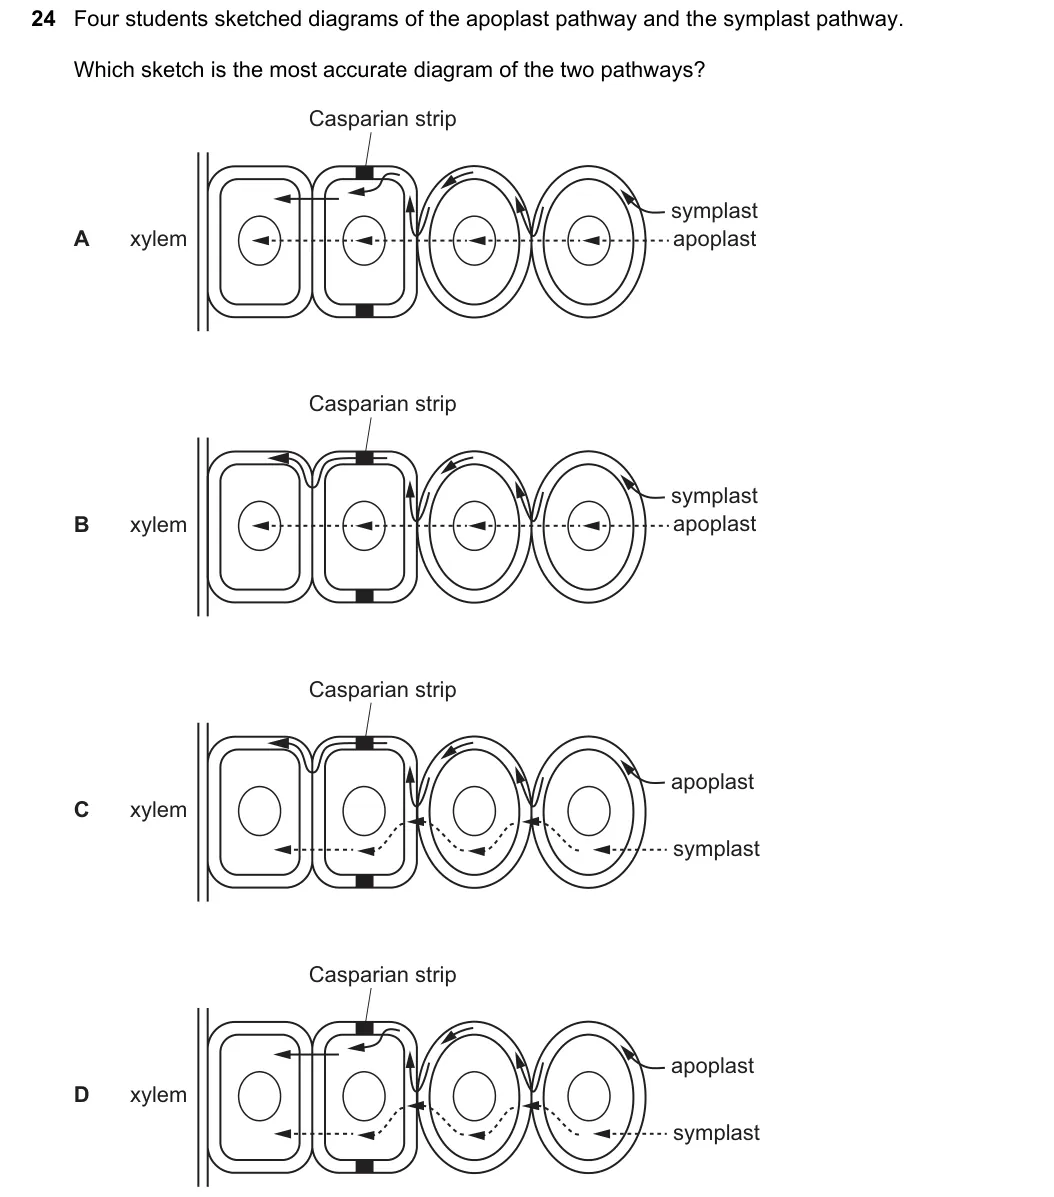 24 Four students sketched diagrams of the apoplast pathway and the symplast pathway.
Which sketch is the most accurate diagram of the two pathways?
Casparian strip
symplast
A xylem apoplast
Casparian strip
symplast
B xylem apoplast
Casparian strip
apoplast
C xylem
symplast
Casparian strip
apoplast
D xylem
symplast